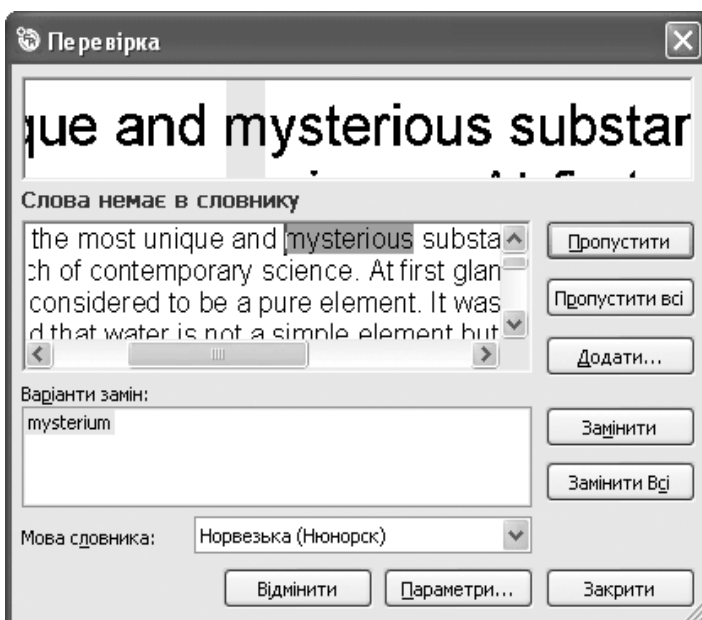 Перевірка
que and mysterious substan
Слова немає в словнику
the most unique and mysterious substa
ch of contemporary science. At first glan
considered to be a pure element. It was
d that water is not a simple element but
Пропустити
Пропустити всі
Додати...
Варіанти замін:
mysterium
Замінити
Замінити Всі
Мова словника:
Норвезька (Нюнорск)
Відмінити
Параметри...
Закрити